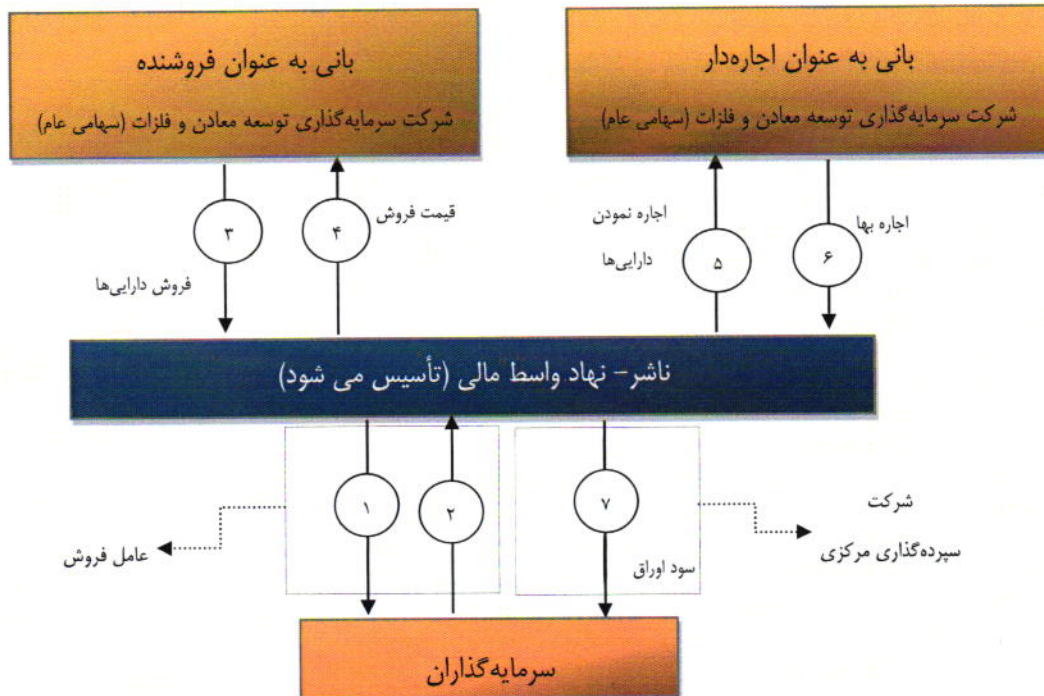 بانی به عنوان اجاره‌دار
شرکت سرمایه‌گذاری توسعه معادن و فلزات (سهامی عام)
بانی به عنوان فروشنده
شرکت سرمایه‌گذاری توسعه معادن و فلزات (سهامی عام)
اجاره بها
۶
۵
اجاره نمودن
دارایی‌ها
قیمت فروش
۴
۳
فروش دارایی‌ها
ناشر- نهاد واسط مالی (تأسیس می شود)
شرکت
سپرده‌گذاری مرکزی
۷
سود اوراق
۲
۱
عامل فروش
سرمایه‌گذاران